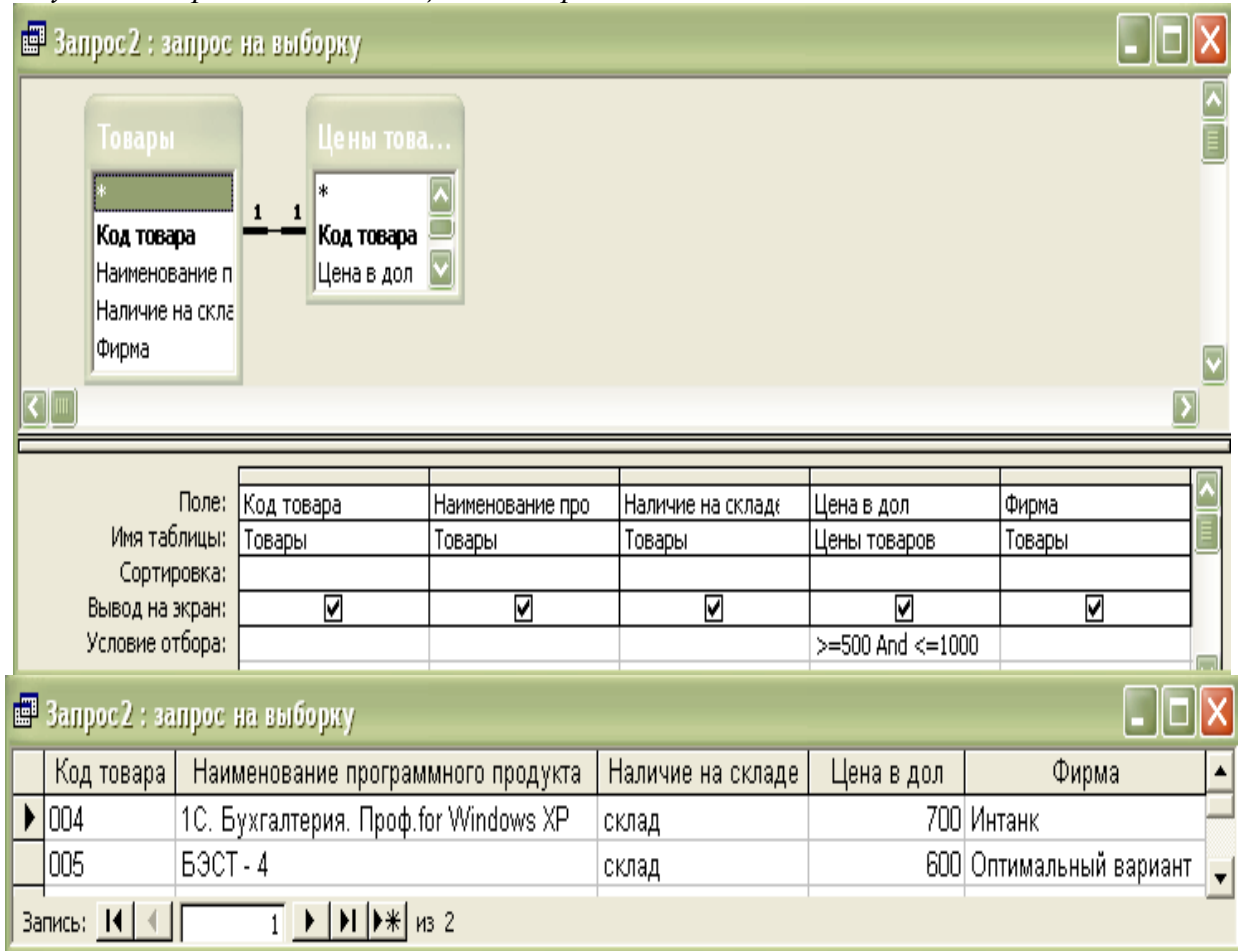 Запрос2 : запрос на выборку
Товары
*
Код товара
Наименование п
Наличие на скла
Фирма
1 1
Цены това...
*
Код товара
Цена в дол
Поле: Код товара Наименование про Наличие на складе Цена в дол Фирма
Имя таблицы: Товары Товары Товары Цены товаров Товары
Сортировка:
Вывод на экран:
Условие отбора: >=500 And <=1000
Запрос2 : запрос на выборку
Код товара Наименование программного продукта Наличие на складе Цена в дол Фирма
004 1С. Бухгалтерия. Проф.for Windows XP склад 700 Интанк
005 БЭСТ - 4 склад 600 Оптимальный вариант
Запись: 1 из 2